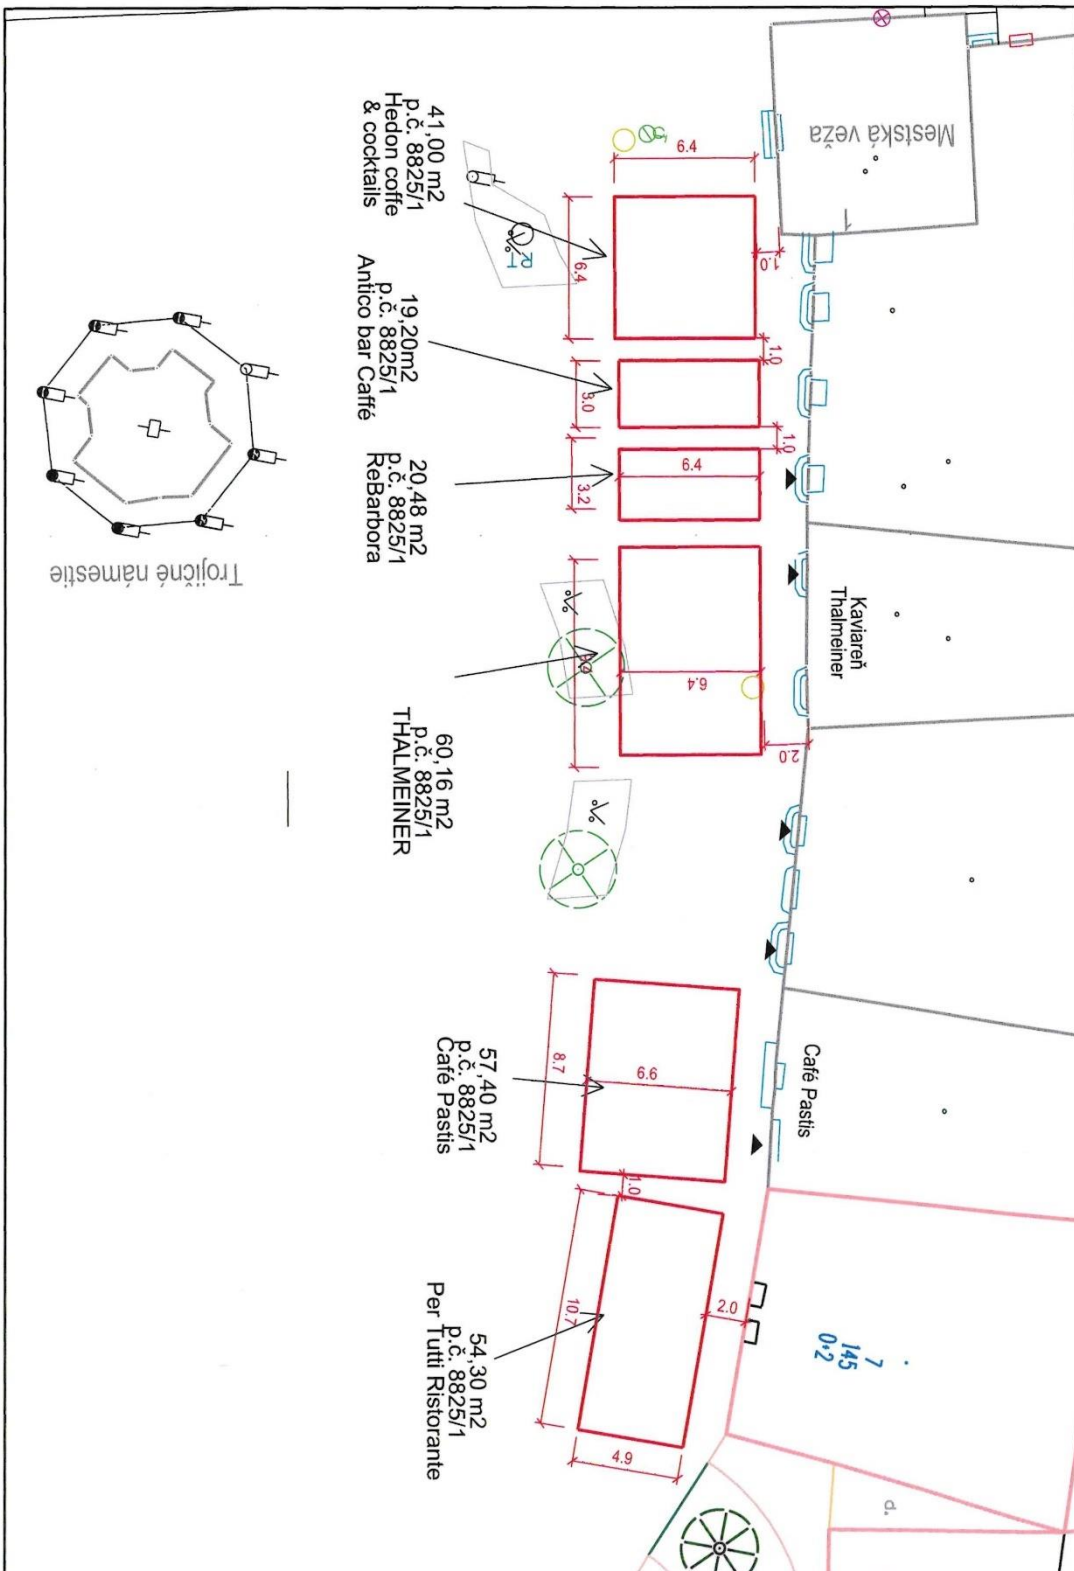 Mestská veža
41,00 m2
p.č. 8825/1
Hedon coffe
& cocktails
6.4
6.4
1.0
1.0
19,20m2
p.č. 8825/1
Antico bar Caffé
3.0
1.0
20,48 m2
p.č. 8825/1
ReBarbora
6.4
3.2
Trojičné námestie
Kaviareň
Thalmeiner
60,16 m2
p.č. 8825/1
THALMEINER
6.4
2.0
57,40 m2
p.č. 8825/1
Café Pastis
8.7
6.6
Café Pastis
1.0
54,30 m2
p.č. 8825/1
Per Tutti Ristorante
10.7
2.0
4.9
7
145
0+2
d.